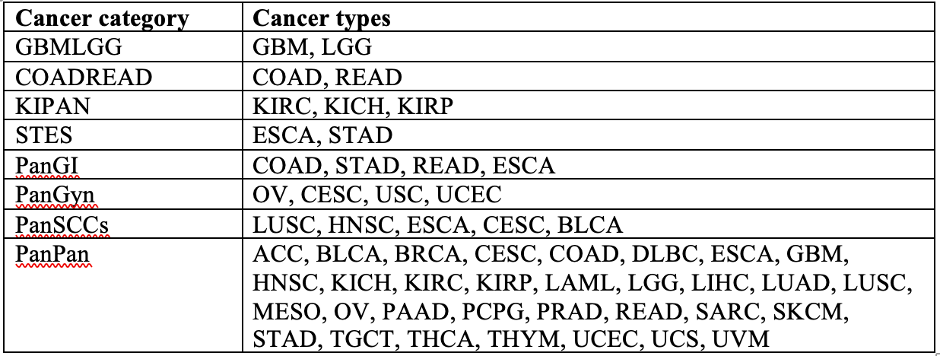 Cancer category Cancer types
GBMLGG GBM, LGG
COADREAD COAD, READ
KIPAN KIRC, KICH, KIRP
STES ESCA, STAD
PanGI COAD, STAD, READ, ESCA
PanGyn OV, CESC, USC, UCEC
PanSCCs LUSC, HNSC, ESCA, CESC, BLCA
PanPan ACC, BLCA, BRCA, CESC, COAD, DLBC, ESCA, GBM,
HNSC, KICH, KIRC, KIRP, LAML, LGG, LIHC, LUAD, LUSC,
MESO, OV, PAAD, PCPG, PRAD, READ, SARC, SKCM,
STAD, TGCT, THCA, THYM, UCEC, UCS, UVM